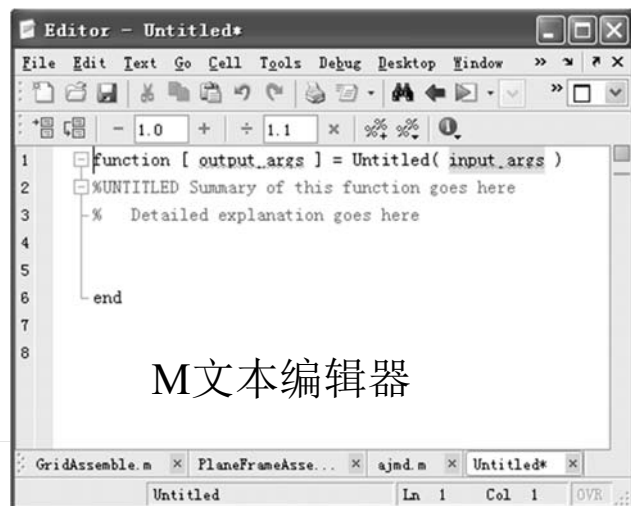 Editor - Untitled*
File Edit Text Go Cell Tools Debug Desktop Window »
»
- 1.0 + ÷ 1.1 ×
1 function [ output_args ] = Untitled( input_args )
2 %UNTITLED Summary of this function goes here
3 % Detailed explanation goes here
4
5
6 end
7
8
M文本编辑器
GridAssemble.m × PlaneFrameAsse... × ajmd.m × Untitled* ×
Untitled Ln 1 Col 1 OVR